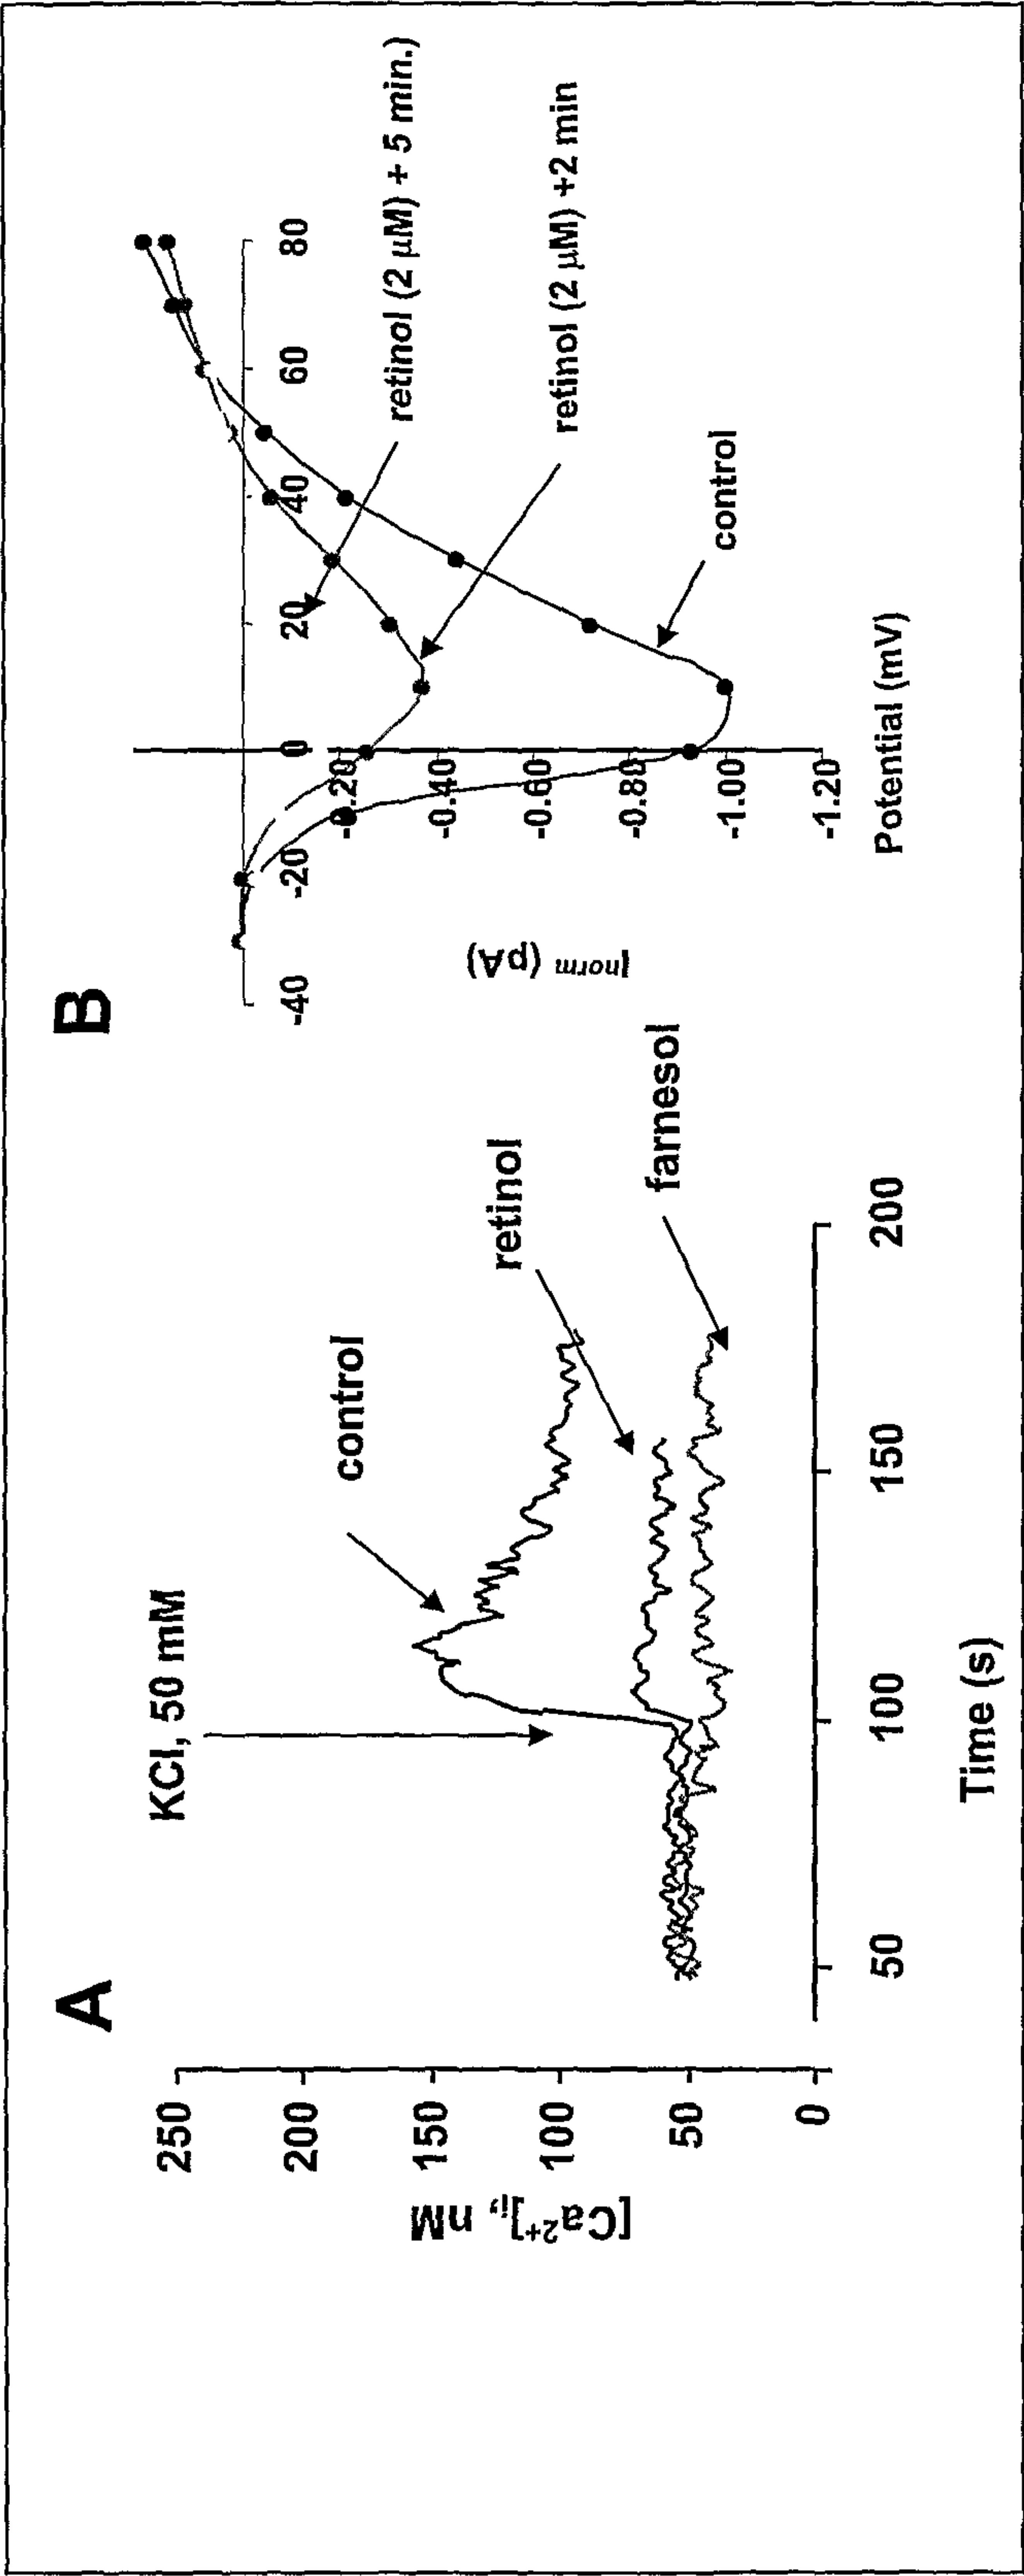 A
KCl, 50 mM
control
retinol
farnesol
250
200
150
100
50
0
[Ca²⁺]ᵢ, nM
50
100
150
200
Time (s)
B
retinol (2 µM) + 5 min.)
retinol (2 µM) +2 min
control
-40
-20
0
20
40
60
80
-0.20
-0.40
-0.60
-0.80
-1.00
-1.20
Inorm (pA)
Potential (mV)